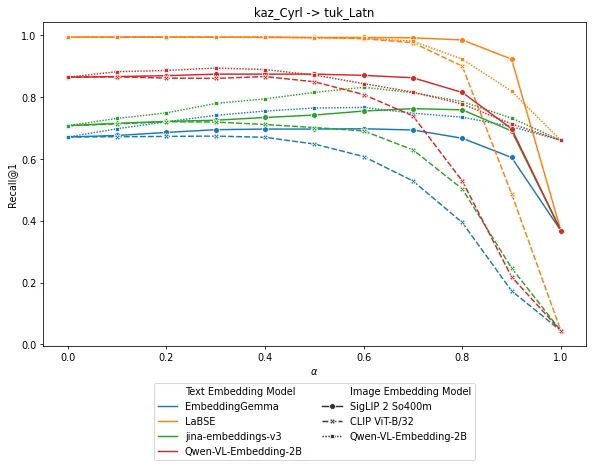 kaz_Cyrl -> tuk_Latn
Recall@1
1.0
0.8
0.6
0.4
0.2
0.0
0.0 0.2 0.4 0.6 0.8 1.0
α
Text Embedding Model
EmbeddingGemma
LaBSE
jina-embeddings-v3
Qwen-VL-Embedding-2B
Image Embedding Model
SigLIP 2 So400m
CLIP ViT-B/32
Qwen-VL-Embedding-2B